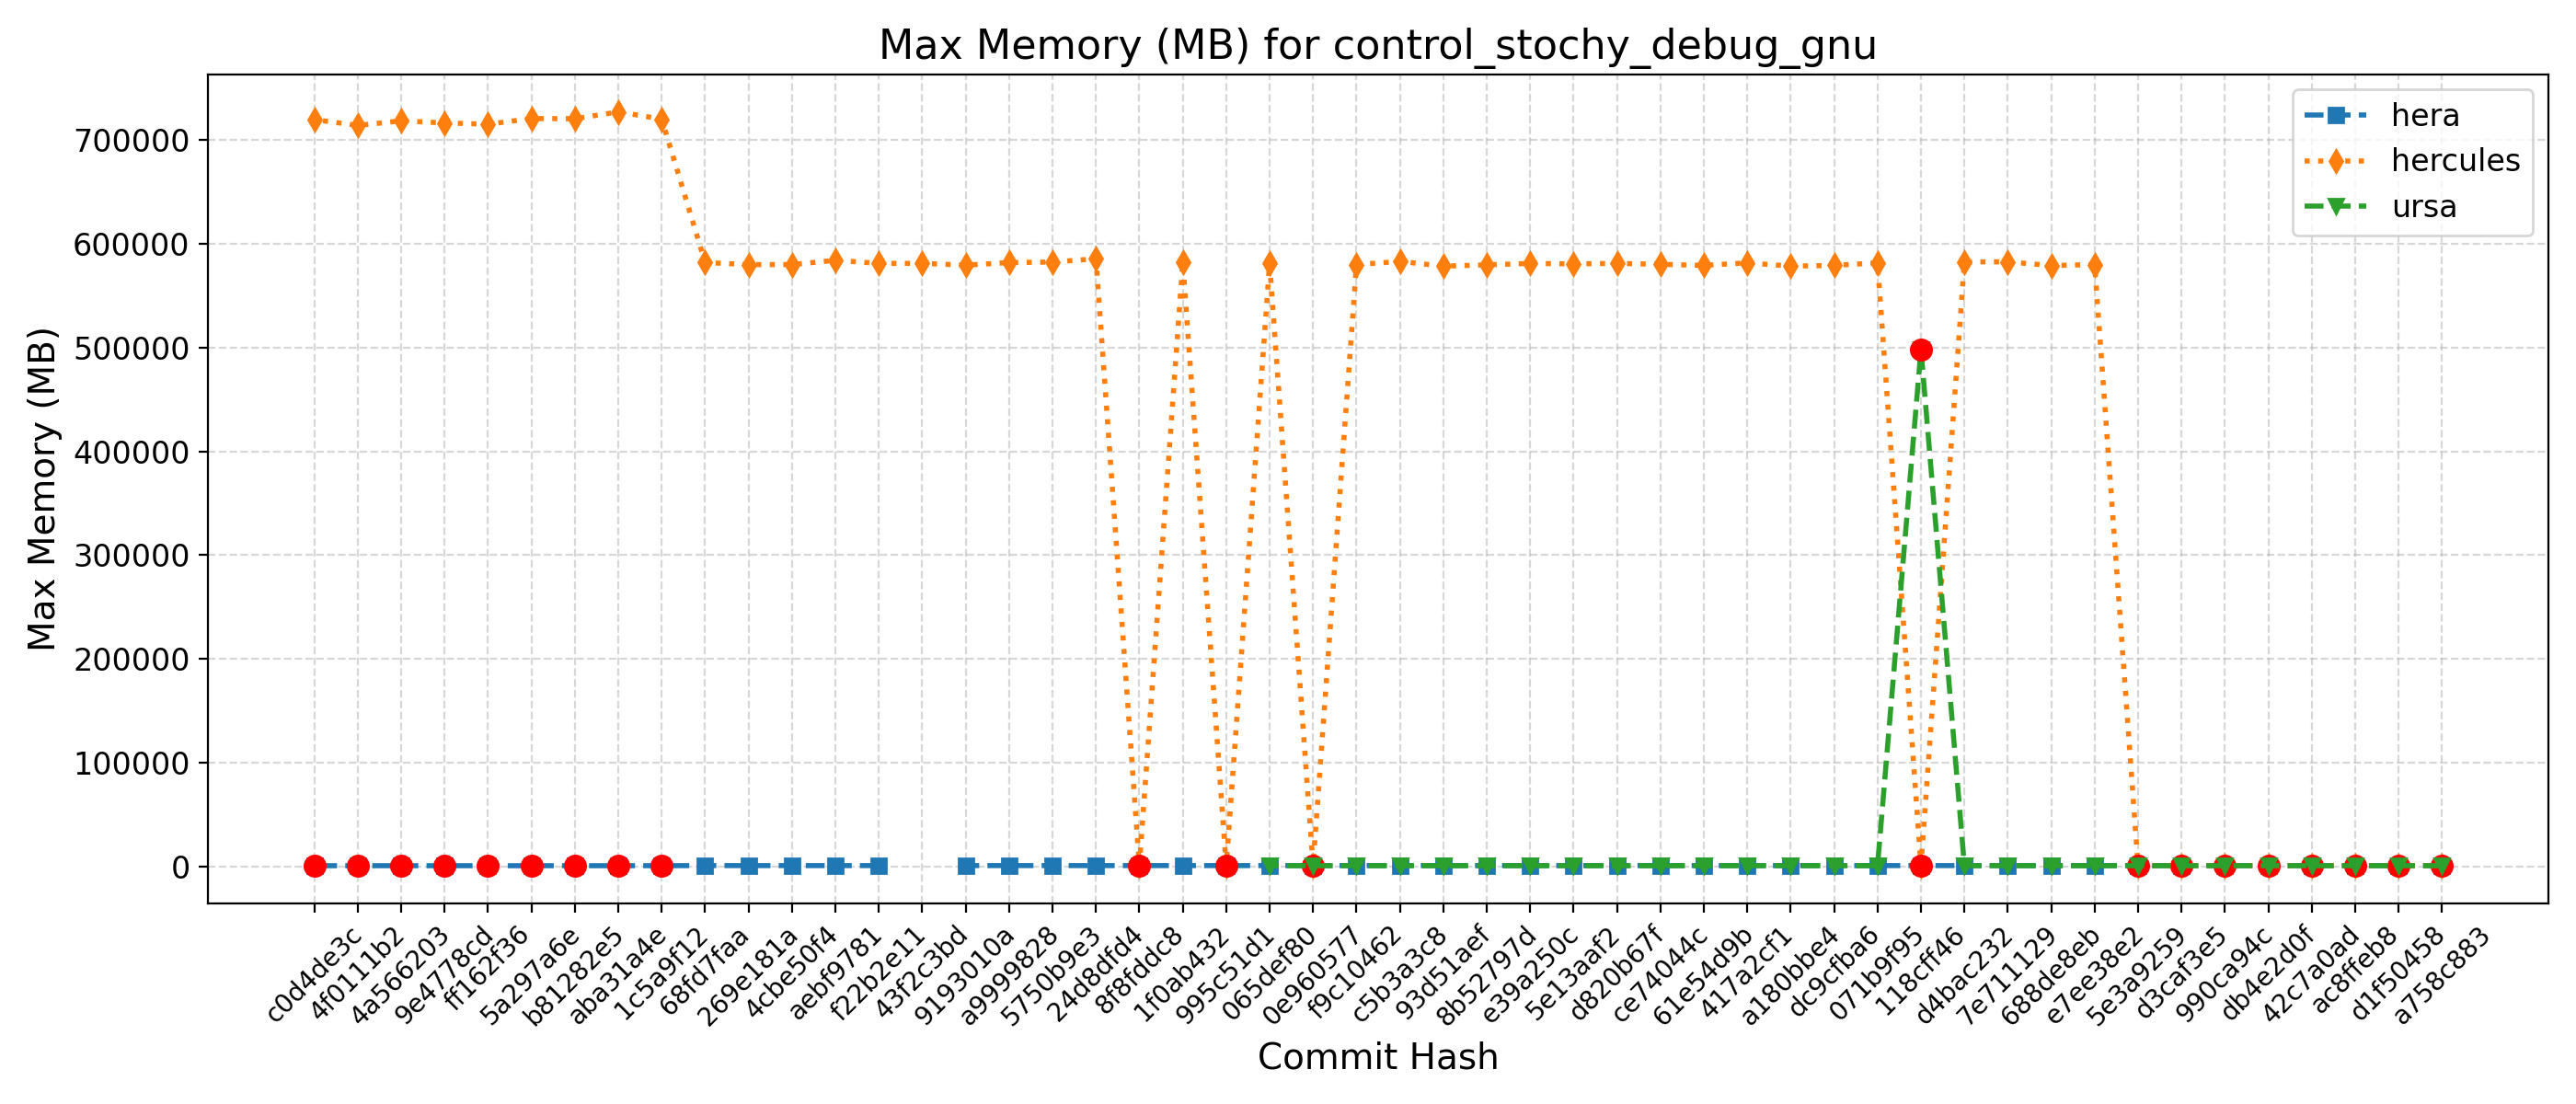 Max Memory (MB) for control_stochy_debug_gnu
Max Memory (MB)
700000
600000
500000
400000
300000
200000
100000
0
hera
hercules
ursa
c0d4de3c
4f0111b2
4a566203
9e4778cd
ff162f36
5a297a6e
b81282e5
aba31a4e
1c5a9f12
68fd7faa
269e181a
4cbe50f4
aebf9781
f22b2e11
43f2c3bd
9193010a
a9999828
5750b9e3
24d8dfd4
8f8fddc8
1f0ab432
995c51d1
065def80
0e960577
f9c10462
c5b3a3c8
93d51aef
8b52797d
e39a250c
5e13aaf2
d820b67f
ce74044c
61e54d9b
417a2cf1
a180bbe4
dc9cfba6
071b9f95
118cff46
d4bac232
7e711129
688de8eb
e7ee38e2
5e3a9259
d3caf3e5
990ca94c
db4e2d0f
42c7a0ad
ac8ffeb8
d1f50458
a758c883
Commit Hash